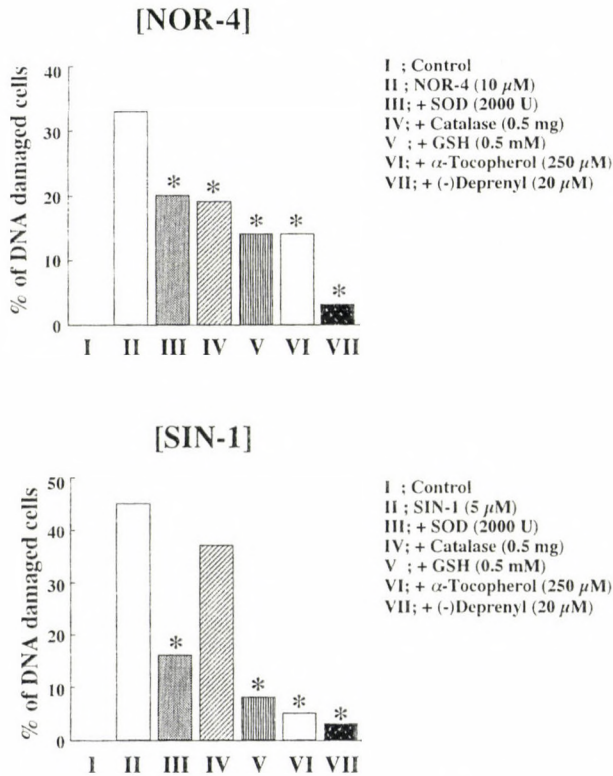 [NOR-4]
% of DNA damaged cells
40
30
20
10
0
* * * * *
I II III IV V VI VII
I ; Control
II ; NOR-4 (10 μM)
III; + SOD (2000 U)
IV; + Catalase (0.5 mg)
V ; + GSH (0.5 mM)
VI; + α-Tocopherol (250 μM)
VII; + (-)Deprenyl (20 μM)
[SIN-1]
% of DNA damaged cells
50
40
30
20
10
0
* * * *
I II III IV V VI VII
I ; Control
II ; SIN-1 (5 μM)
III; + SOD (2000 U)
IV; + Catalase (0.5 mg)
V ; + GSH (0.5 mM)
VI; + α-Tocopherol (250 μM)
VII; + (-)Deprenyl (20 μM)